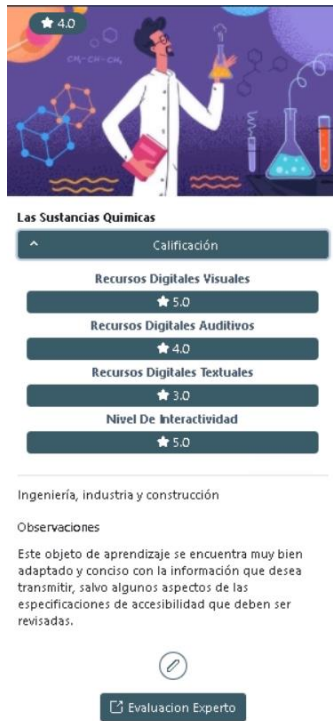 4.0
CH₃-CH-CH₃
Las Sustancias Quimicas
Calificación
Recursos Digitales Visuales
5.0
Recursos Digitales Auditivos
4.0
Recursos Digitales Textuales
3.0
Nivel De Interactividad
5.0
Ingeniería, industria y construcción
Observaciones
Este objeto de aprendizaje se encuentra muy bien
adaptado y conciso con la información que desea
transmitir, salvo algunos aspectos de las
especificaciones de accesibilidad que deben ser
revisadas.
Evaluacion Experto